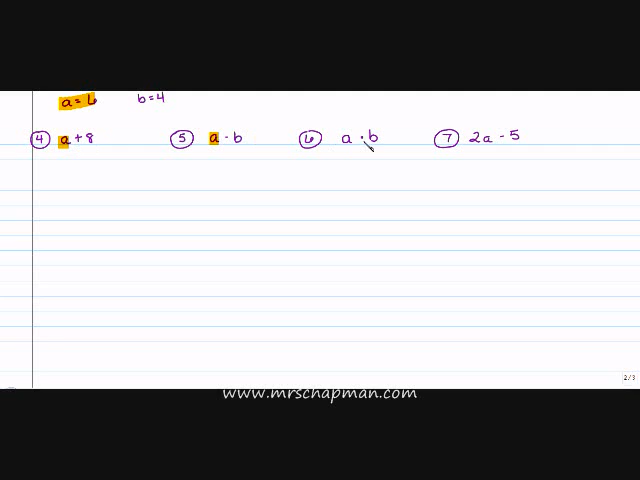 a = 6 b = 4
4 a + 8 5 a - b 6 a · b 7 2a - 5
2/3
www.mrschapman.com